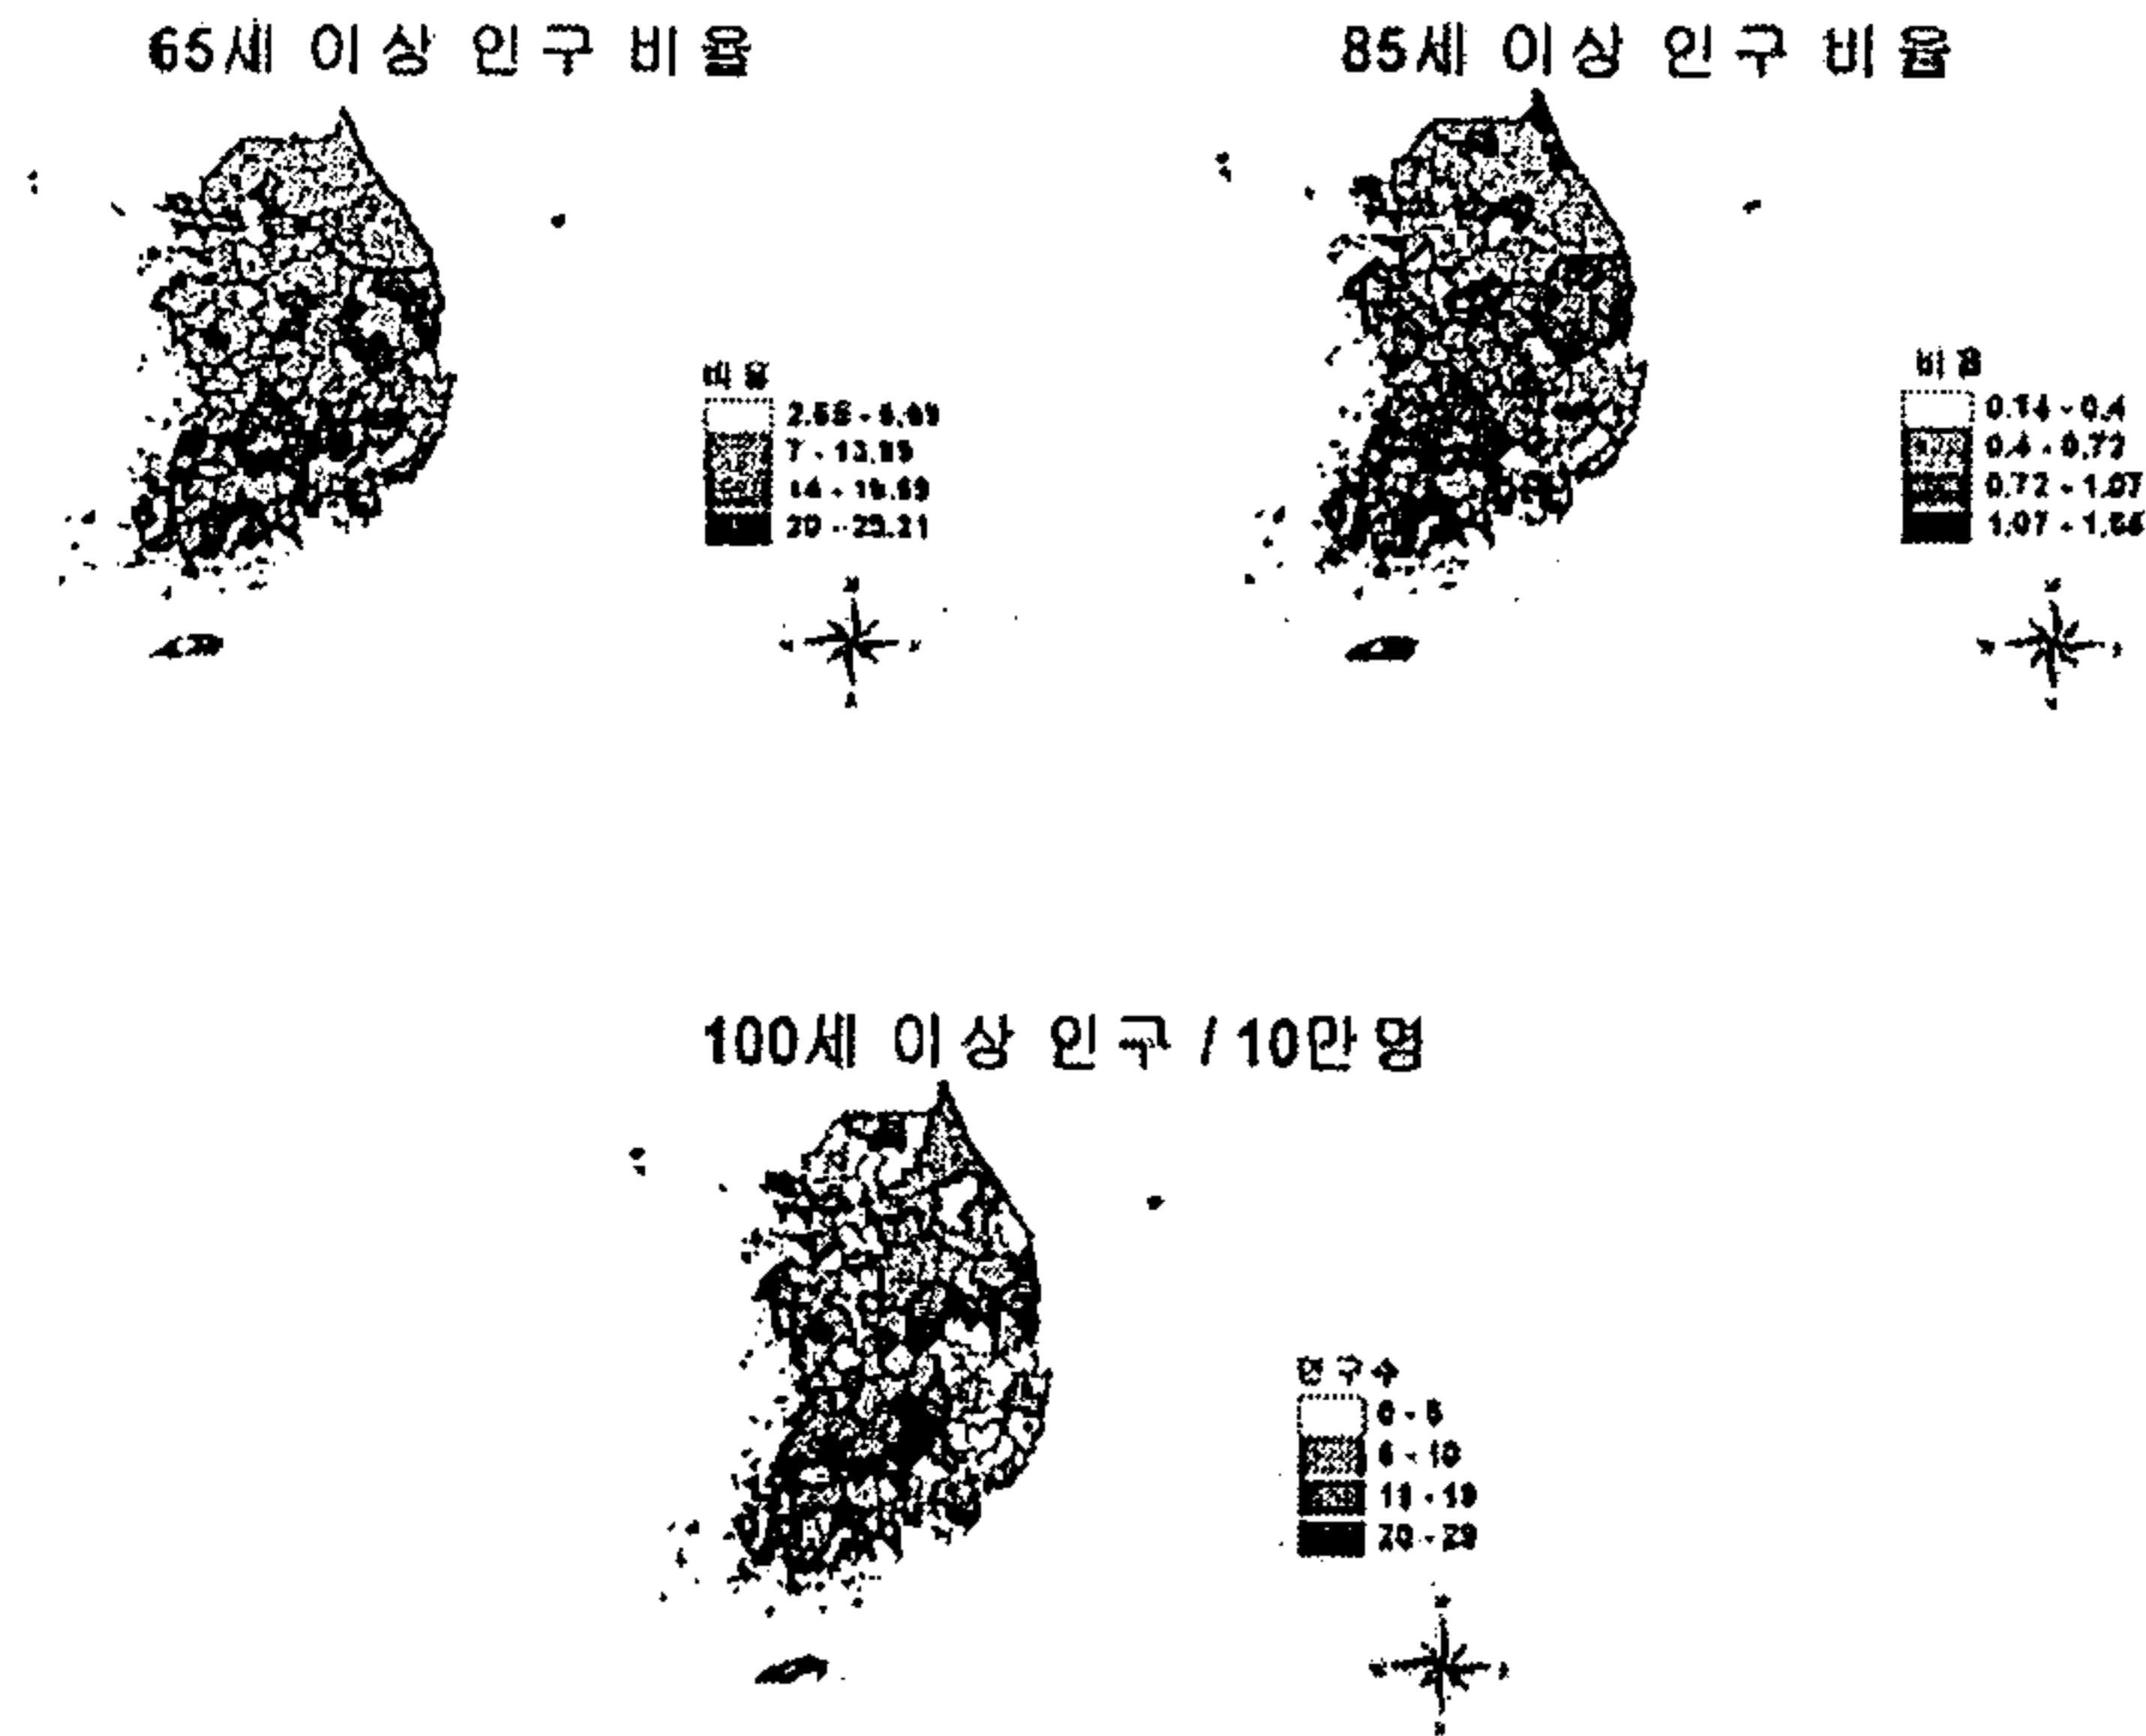 65세 이상 인구 비율
85세 이상 인구 비율
비율
7 - 13.99
비율
0.14 - 0.4
0.4 - 0.72
0.72 - 1.07
100세 이상 인구 / 10만명
인구수
0 - 5
6 - 10
11 - 19
20 - 29